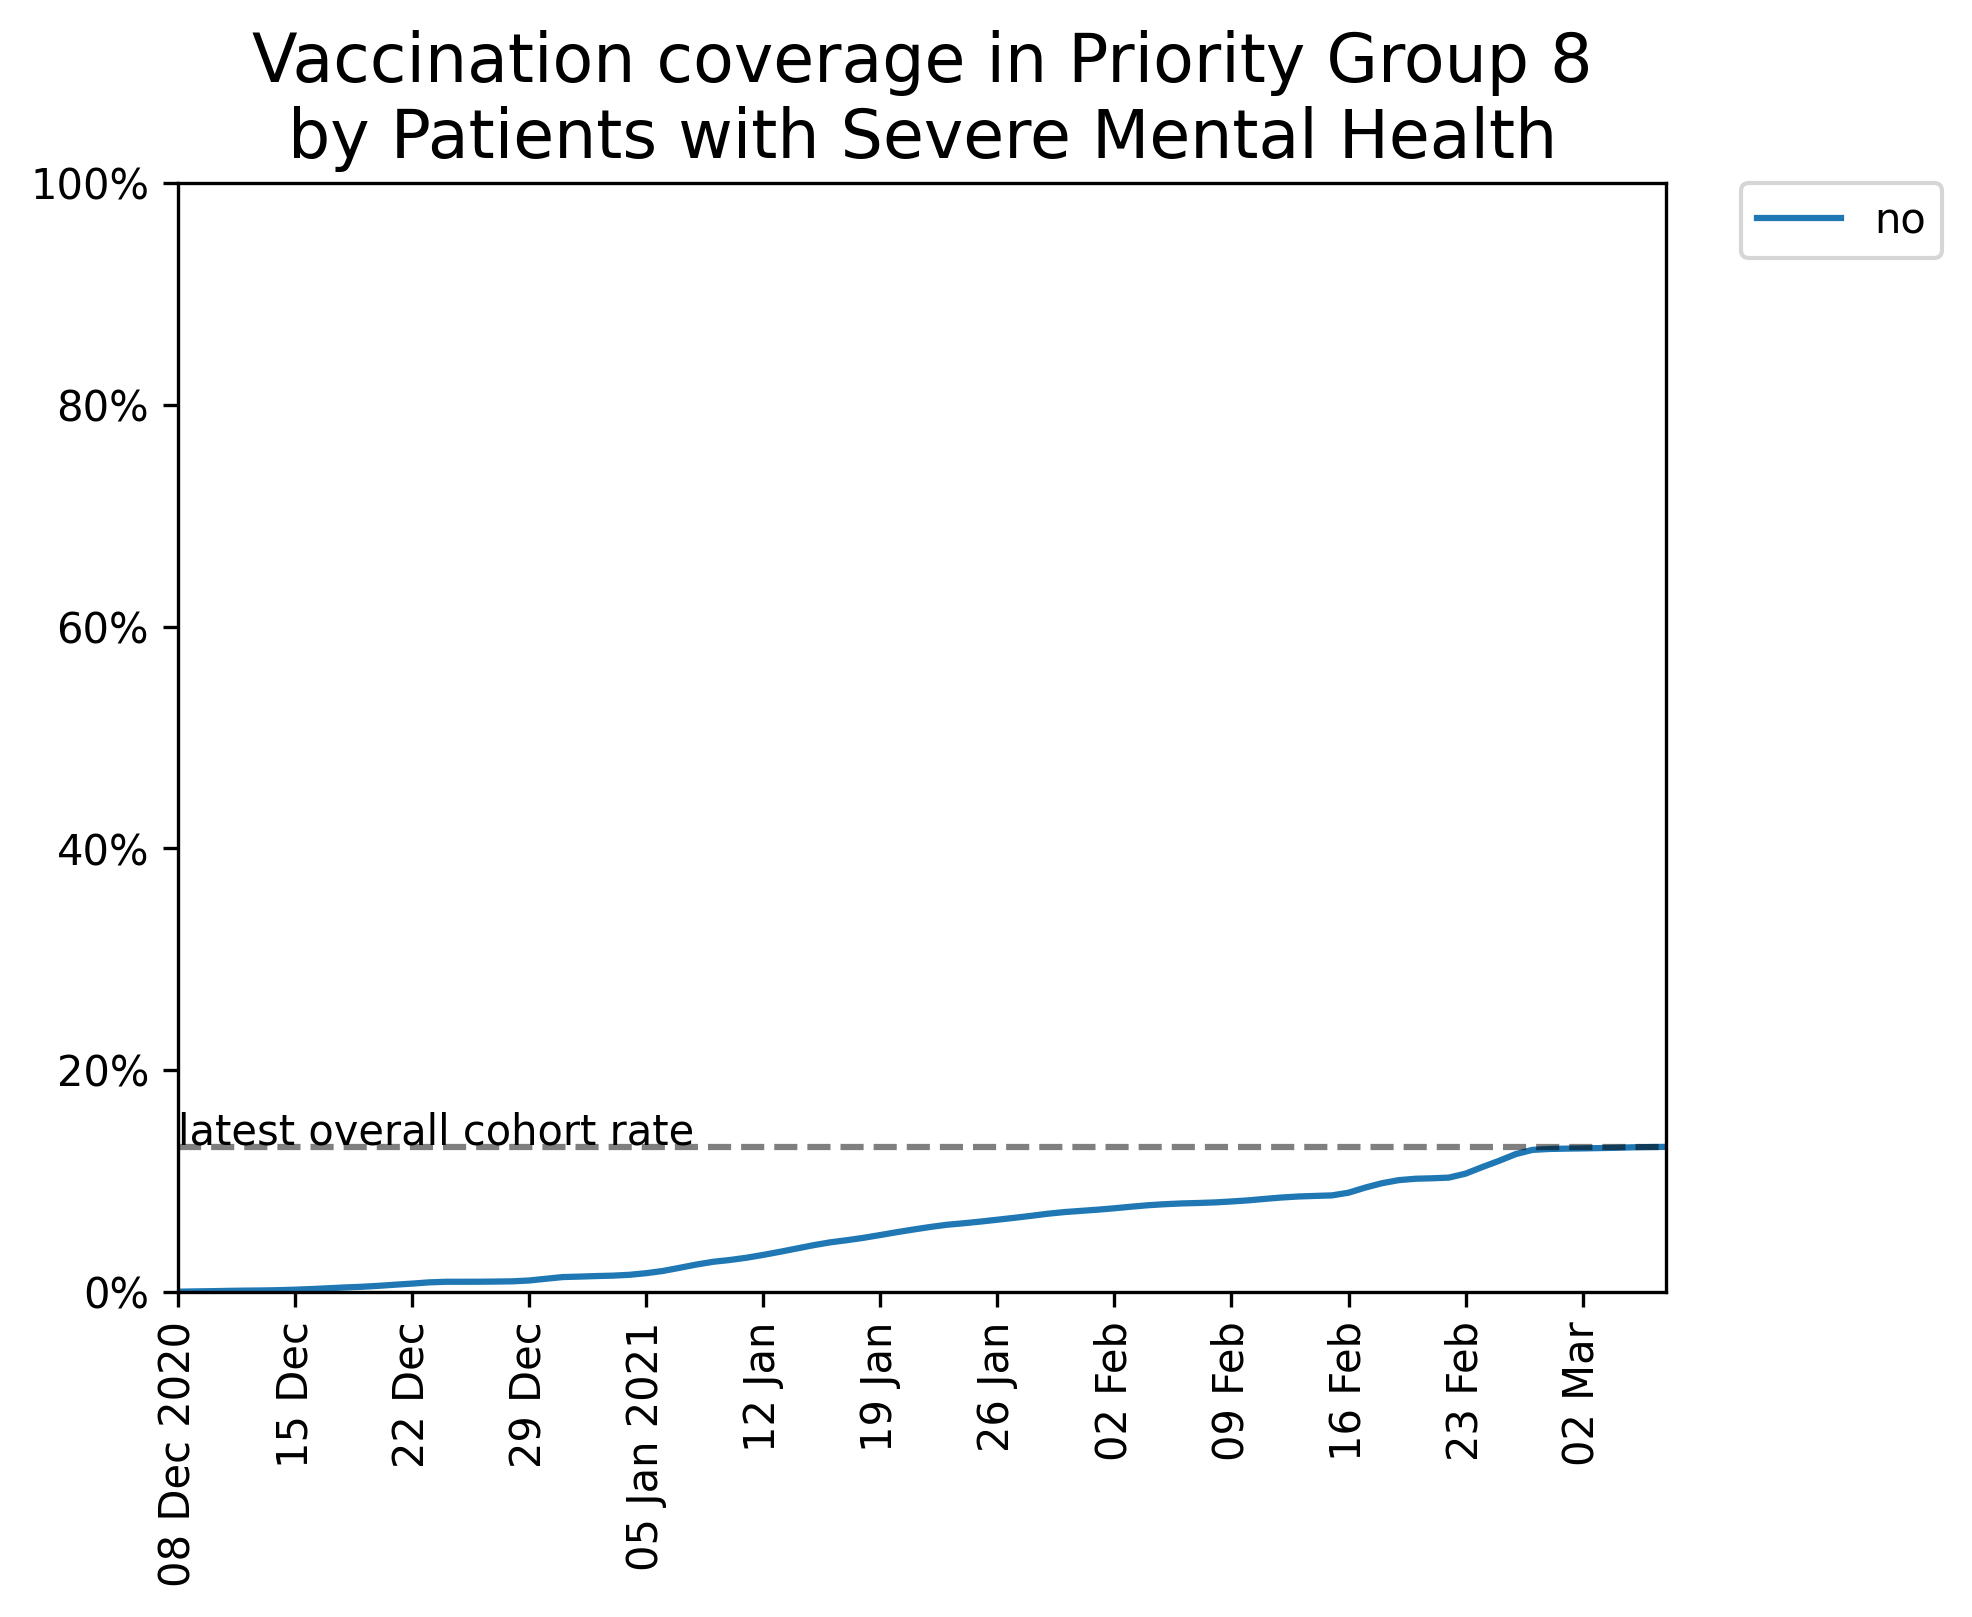 Vaccination coverage in Priority Group 8
by Patients with Severe Mental Health
no
100%
80%
60%
40%
20%
0%
latest overall cohort rate
08 Dec 2020
15 Dec
22 Dec
29 Dec
05 Jan 2021
12 Jan
19 Jan
26 Jan
02 Feb
09 Feb
16 Feb
23 Feb
02 Mar